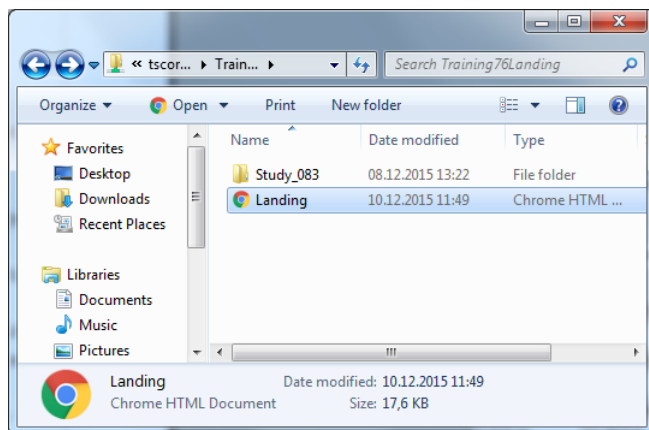 « tscor... Train... Search Training76Landing
Organize Open Print New folder
Name Date modified Type
Favorites
Desktop
Downloads
Recent Places
Libraries
Documents
Music
Pictures
Study_083 08.12.2015 13:22 File folder
Landing 10.12.2015 11:49 Chrome HTML ...
Landing Date modified: 10.12.2015 11:49
Chrome HTML Document Size: 17,6 KB